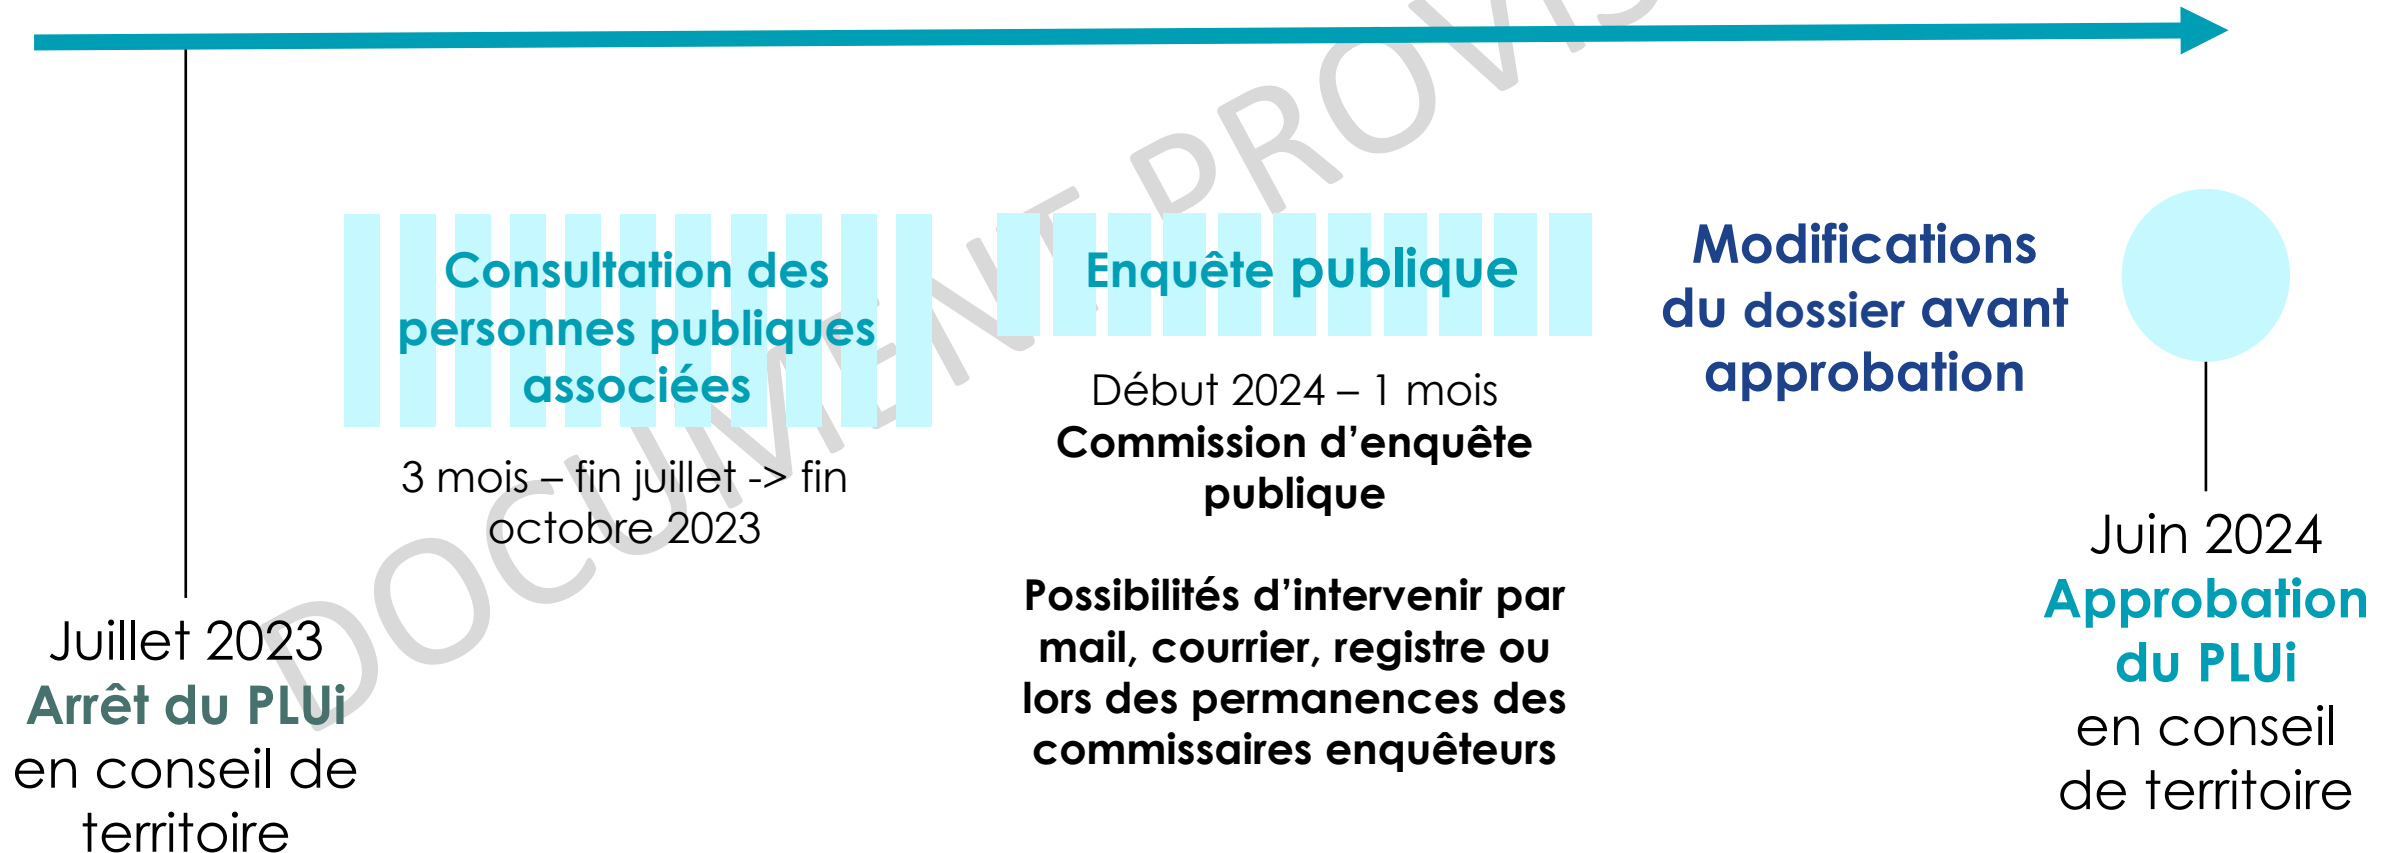 DOCUMENT PROVIS
Juillet 2023
Arrêt du PLUi
en conseil de
territoire
Consultation des
personnes publiques
associées
3 mois – fin juillet -> fin
octobre 2023
Enquête publique
Début 2024 – 1 mois
Commission d’enquête
publique
Possibilités d’intervenir par
mail, courrier, registre ou
lors des permanences des
commissaires enquêteurs
Modifications
du dossier avant
approbation
Juin 2024
Approbation
du PLUi
en conseil
de territoire